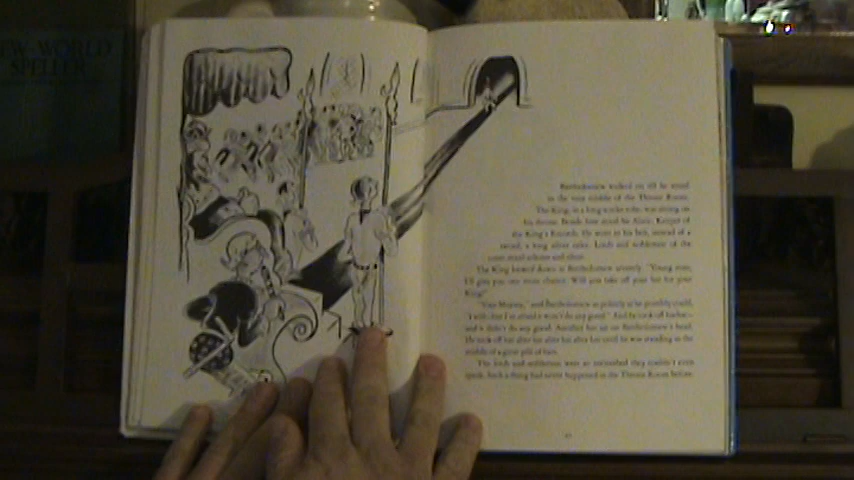 NEW WORLD
SPELLER
Bartholomew walked on till he stood
in the very middle of the Throne Room.
The King, in a long scarlet robe, was sitting on
his throne. Beside him stood Sir Alaric, Keeper of
the King's Records. He wore in his belt, instead of a
sword, a long silver ruler. Lords and noblemen of the
court stood solemn and silent.
The King looked down at Bartholomew severely. "Young man,
I'll give you one more chance. Will you take off your hat for your
King?"
"Your Majesty," said Bartholomew as politely as he possibly could,
"I will—but I'm afraid it won't do any good." And he took off his hat—
and it didn't do any good. Another hat sat on Bartholomew's head.
He took off hat after hat after hat after hat until he was standing in the
middle of a great pile of hats.
The lords and noblemen were so astonished they couldn't even
speak. Such a thing had never happened in the Throne Room before.